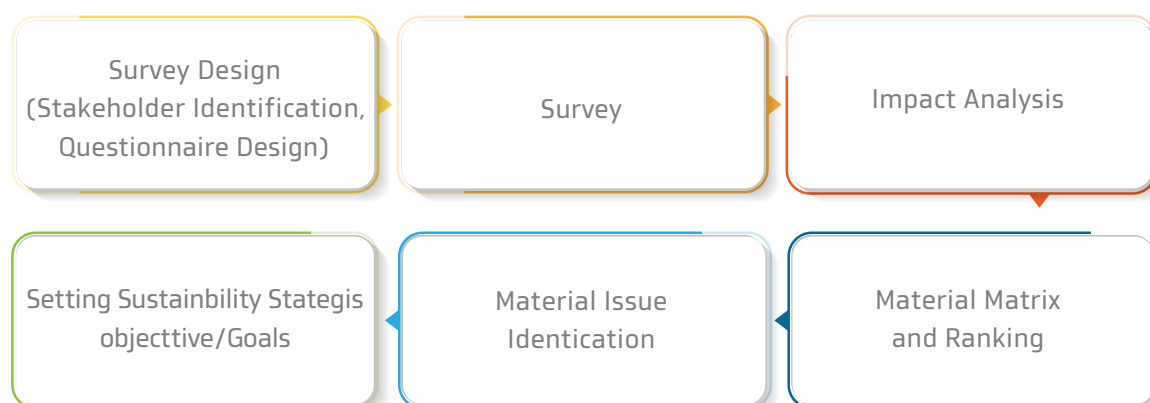 Survey Design
(Stakeholder Identification,
Questionnaire Design)
Survey
Impact Analysis
Setting Sustainbility Stategis
objecttive/Goals
Material Issue
Identication
Material Matrix
and Ranking